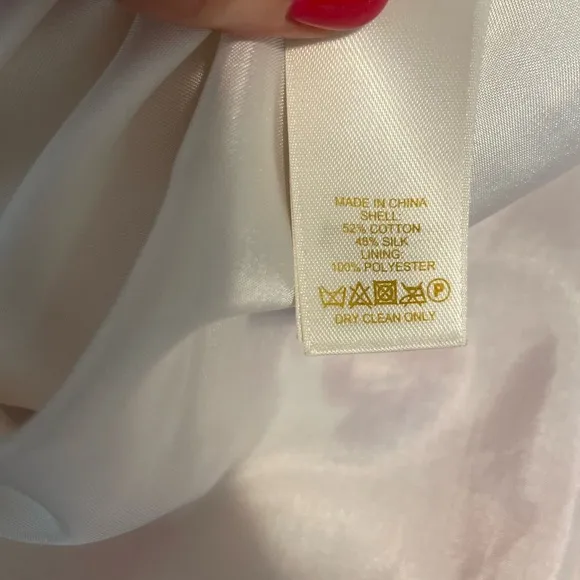 MADE IN CHINA
SHELL:
52% COTTON
48% SILK
LINING:
100% POLYESTER
P
DRY CLEAN ONLY